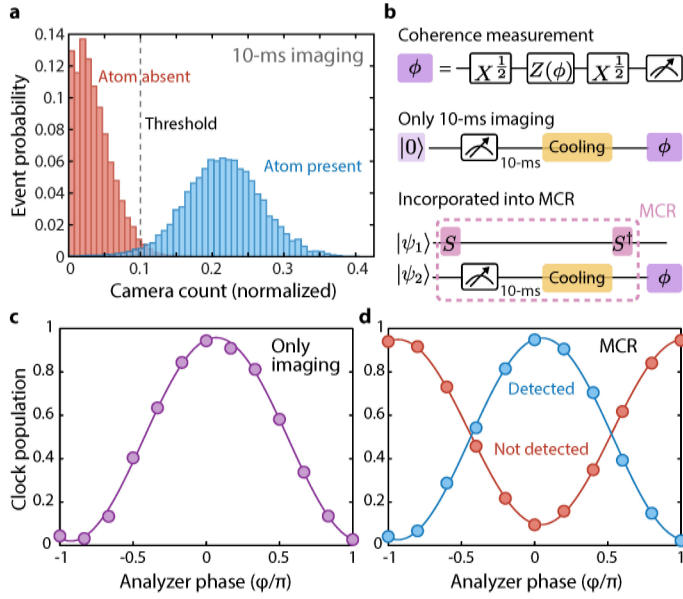 a
10-ms imaging
Atom absent
Threshold
Atom present
Event probability
0.14
0.12
0.1
0.08
0.06
0.04
0.02
0
0 0.1 0.2 0.3 0.4
Camera count (normalized)
b
Coherence measurement
ϕ = X^{1/2} Z(ϕ) X^{1/2}
Only 10-ms imaging
|0⟩ 10-ms Cooling ϕ
Incorporated into MCR
MCR
|ψ₁⟩ S S†
|ψ₂⟩ 10-ms Cooling ϕ
c
Only
imaging
Clock population
1
0.8
0.6
0.4
0.2
0
-1 -0.5 0 0.5 1
Analyzer phase (φ/π)
d
MCR
Detected
Not detected
1
0.8
0.6
0.4
0.2
0
-1 -0.5 0 0.5 1
Analyzer phase (φ/π)